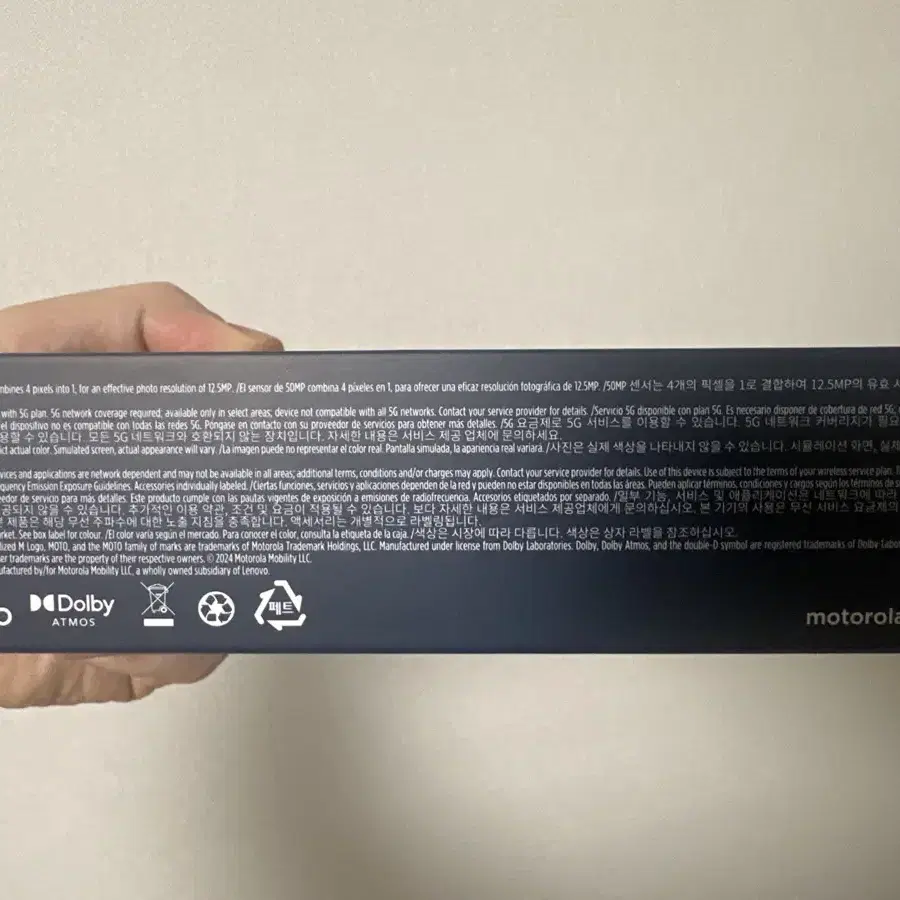 mbines 4 pixels into 1, for an effective photo resolution of 12.5MP. /El sensor de 50MP combina 4 píxeles en 1, para ofrecer una eficaz resolución fotográfica de 12.5MP. /50MP 센서는 4개의 픽셀을 1로 결합하여 12.5MP의 유효 사
with 5G plan. 5G network coverage required; available only in select areas; device not compatible with all 5G networks. Contact your service provider for details. /Servicio 5G disponible con plan 5G. Es necesario disponer de cobertura de red 5G;
el dispositivo no es compatible con todas las redes 5G. Póngase en contacto con su proveedor de servicios para obtener más detalles. /5G 요금제로 5G 서비스를 이용할 수 있습니다. 5G 네트워크 커버리지가 필요
용할 수 있습니다. 모든 5G 네트워크와 호환되지 않는 장치입니다. 자세한 내용은 서비스 제공 업체에 문의하세요.
ct actual color. Simulated screen, actual appearance will vary. /La imagen puede no representar el color real. Pantalla simulada, la apariencia real variará. /사진은 실제 색상을 나타내지 않을 수 있습니다. 시뮬레이션 화면, 실제
vices and applications are network dependent and may not be available in all areas; additional terms, conditions and/or charges may apply. Contact your service provider for details. Use of this device is subject to the terms of your wireless service plan.
quency Emission Exposure Guidelines. Accessories individually labelled. /Ciertas funciones, servicios y aplicaciones dependen de la red y pueden no estar disponibles en todas las áreas. Pueden aplicar términos, condiciones y cargos según los términos de
eedor de servicio para más detalles. Este producto cumple con las pautas vigentes de exposición a emisiones de radiofrecuencia. Accesorios etiquetados por separado. /일부 기능, 서비스 및 애플리케이션은 네트워크에 따라
공되지 않을 수 있습니다. 추가적인 이용 약관, 조건 및 요금이 적용될 수 있습니다. 보다 자세한 내용은 서비스 제공업체에게 문의하십시오. 본 기기의 사용은 무선 서비스 요금제의
제품은 해당 무선 주파수에 대한 노출 지침을 충족합니다. 액세서리는 개별적으로 라벨링됩니다.
arket. See box label for colour. /El color varía según el mercado. Para conocer el color, consulta la etiqueta de la caja. /색상은 시장에 따라 다릅니다. 색상은 상자 라벨을 참조하십시오.
lized M Logo, MOTO, and the MOTO family of marks are trademarks of Motorola Trademark Holdings, LLC. Manufactured under license from Dolby Laboratories. Dolby, Dolby Atmos, and the double-D symbol are registered trademarks of Dolby Labor
er trademarks are the property of their respective owners. © 2024 Motorola Mobility LLC.
ufactured by/for Motorola Mobility LLC, a wholly owned subsidiary of Lenovo.
Dolby
ATMOS
페트
motorola